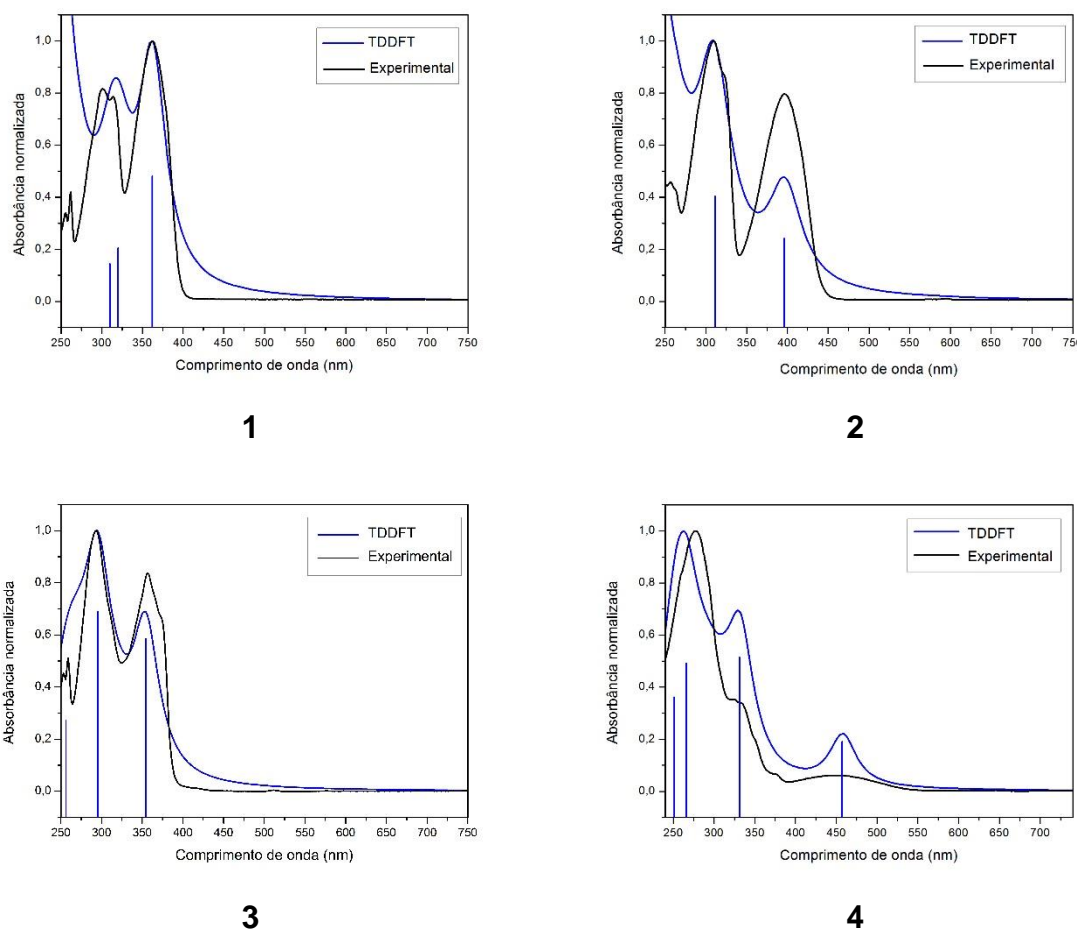 TDDFT
Experimental
Absorbância normalizada
1,0
0,8
0,6
0,4
0,2
0,0
250 300 350 400 450 500 550 600 650 700 750
Comprimento de onda (nm)
1
TDDFT
Experimental
Absorbância normalizada
1,0
0,8
0,6
0,4
0,2
0,0
250 300 350 400 450 500 550 600 650 700 75
Comprimento de onda (nm)
2
TDDFT
Experimental
Absorbância normalizada
1,0
0,8
0,6
0,4
0,2
0,0
250 300 350 400 450 500 550 600 650 700 750
Comprimento de onda (nm)
3
TDDFT
Experimental
Absorbância normalizada
1,0
0,8
0,6
0,4
0,2
0,0
250 300 350 400 450 500 550 600 650 700
Comprimento de onda (nm)
4